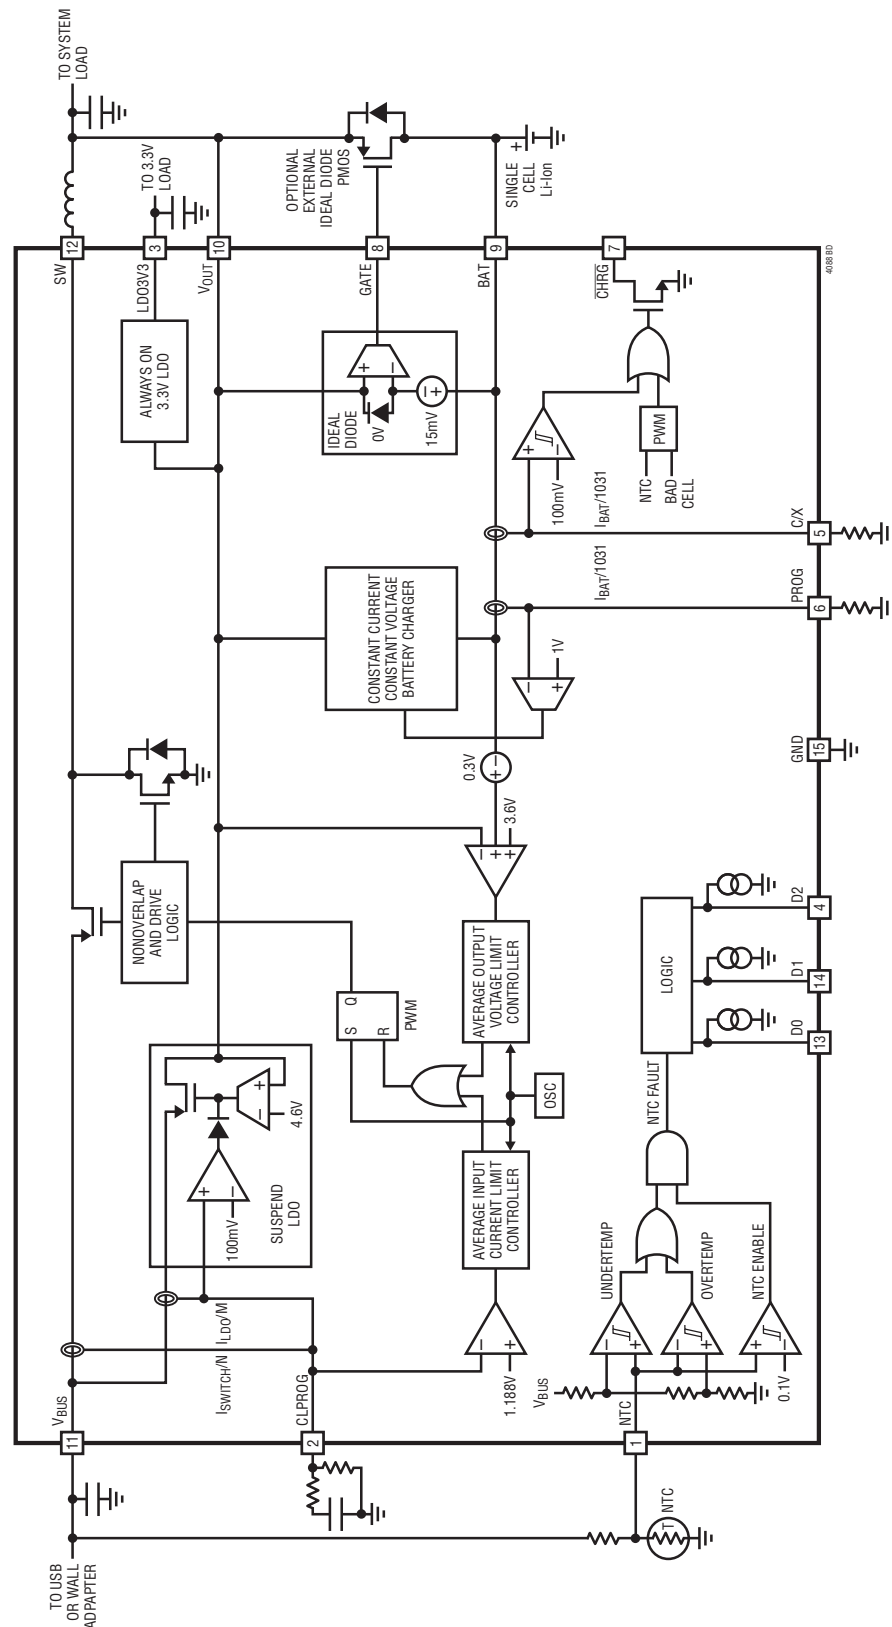 TO SYSTEM
LOAD
TO 3.3V
LOAD
OPTIONAL
EXTERNAL
IDEAL DIODE
PMOS
SINGLE
CELL
Li-Ion
+
12
3
10
8
9
7
SW
LDO3V3
VOUT
GATE
BAT
CHRG
4088 BD
ALWAYS ON
3.3V LDO
IDEAL
DIODE
0V
15mV
+
–
–
+
+
–
100mV
PWM
NTC
BAD
CELL
IBAT/1031
C/X
5
IBAT/1031
PROG
6
CONSTANT CURRENT
CONSTANT VOLTAGE
BATTERY CHARGER
–
+
1V
GND
15
0.3V
+ –
3.6V
–
+
+
NONOVERLAP
AND DRIVE
LOGIC
S
Q
R
PWM
AVERAGE OUTPUT
VOLTAGE LIMIT
CONTROLLER
OSC
AVERAGE INPUT
CURRENT LIMIT
CONTROLLER
–
+
4.6V
+
–
100mV
SUSPEND
LDO
LOGIC
D2
4
D1
14
D0
13
NTC FAULT
UNDERTEMP
OVERTEMP
NTC ENABLE
ILDO/M
ISWITCH/N
–
+
1.188V
–
+
–
+
+
–
0.1V
VBUS
VBUS
11
CLPROG
2
NTC
1
T
NTC
TO USB
OR WALL
ADPAPTER